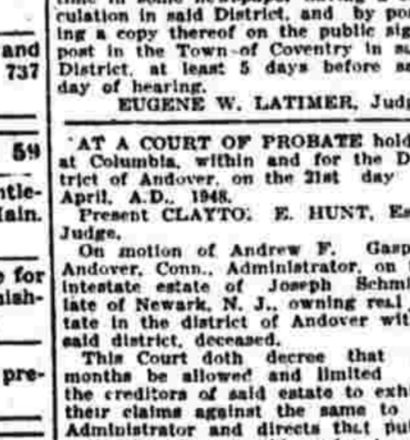 culation in said District, and by po
ing a copy thereof on the public sig
post in the Town of Coventry in sa
District, at least 5 days before sa
day of hearing.
EUGENE W. LATIMER, Judg
AT A COURT OF PROBATE hold
at Columbia, within and for the D
trict of Andover, on the 21st day
April, A.D., 1948.
Present CLAYTO. E. HUNT, Es
Judge.
On motion of Andrew F. Gasp
Andover, Conn., Administrator, on
intestate estate of Joseph Schmi
late of Newark, N. J., owning real
tate in the district of Andover wit
said district, deceased.
This Court doth decree that
months be allowed and limited
the creditors of said estate to exh
their claims against the same to
Administrator and directs that pu
and
737
59
ntle-
Iain.
for
nish-
pre-